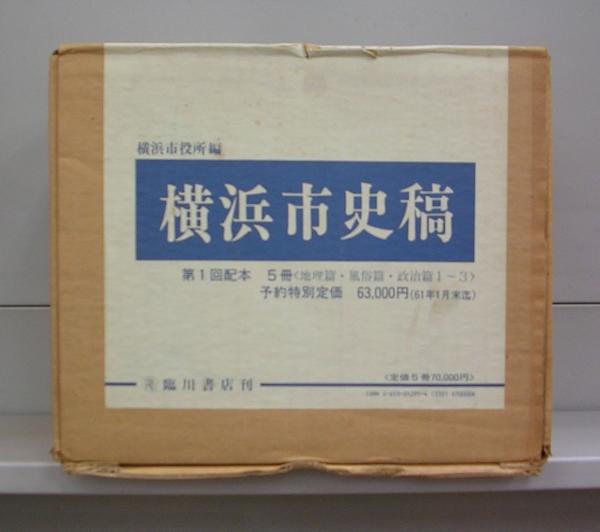 横浜市役所編
横浜市史稿
第1回配本 5冊〈地理篇・風俗篇・政治篇1～3〉
予約特別定価 63,000円(61年1月末迄)
〈定価5冊70,000円〉
臨川書店刊